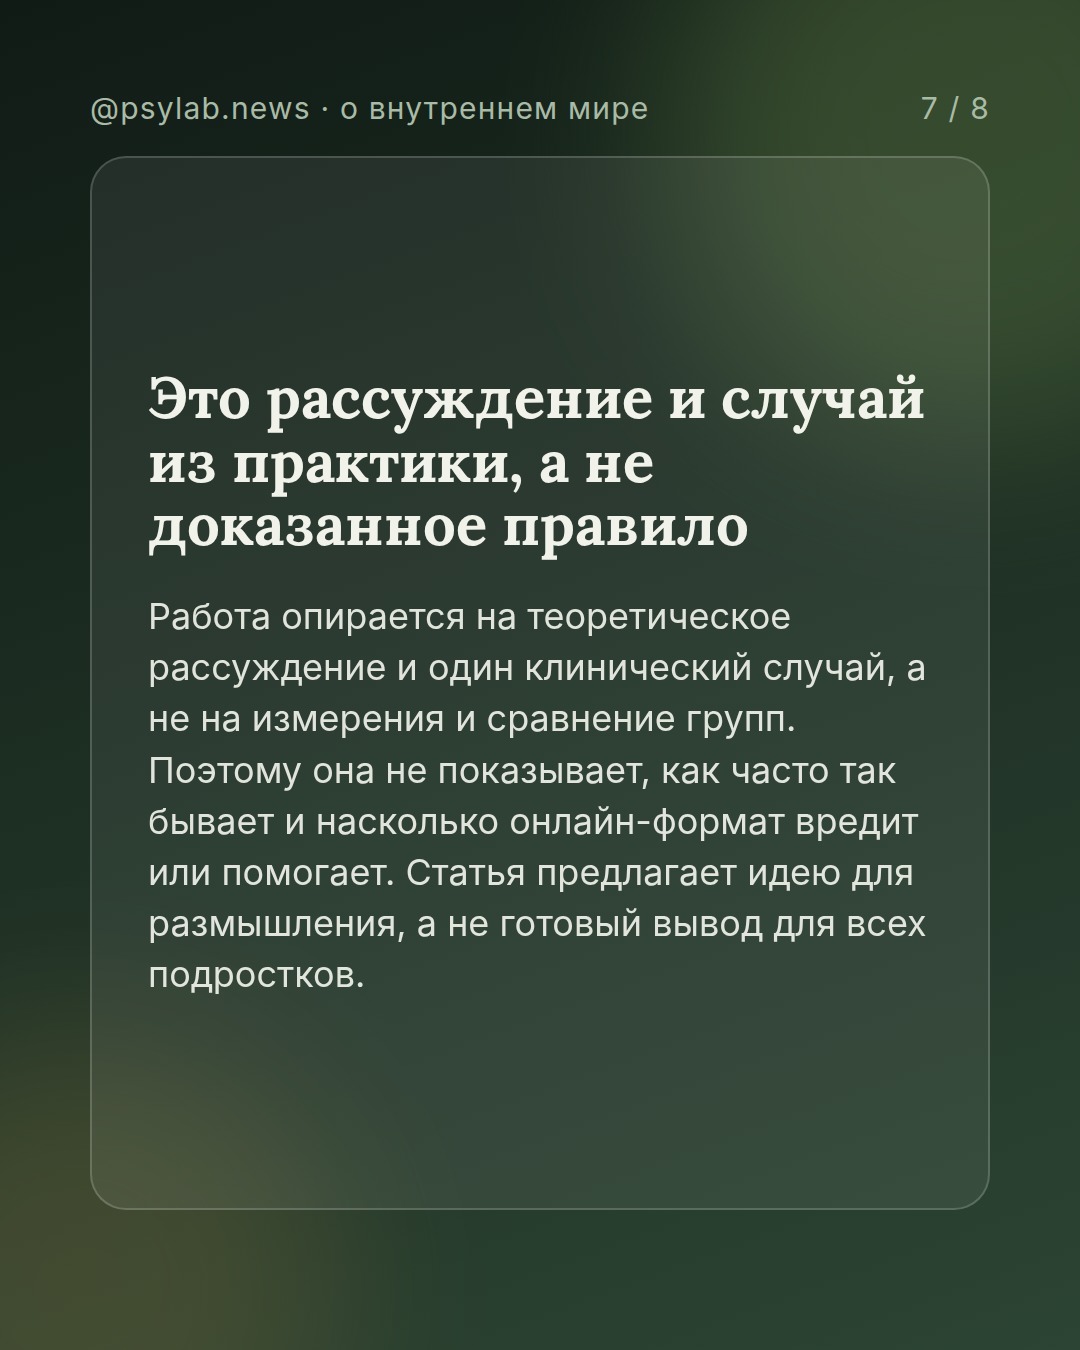 @psylab.news · о внутреннем мире
7 / 8
Это рассуждение и случай
из практики, а не
доказанное правило
Работа опирается на теоретическое
рассуждение и один клинический случай, а
не на измерения и сравнение групп.
Поэтому она не показывает, как часто так
бывает и насколько онлайн-формат вредит
или помогает. Статья предлагает идею для
размышления, а не готовый вывод для всех
подростков.